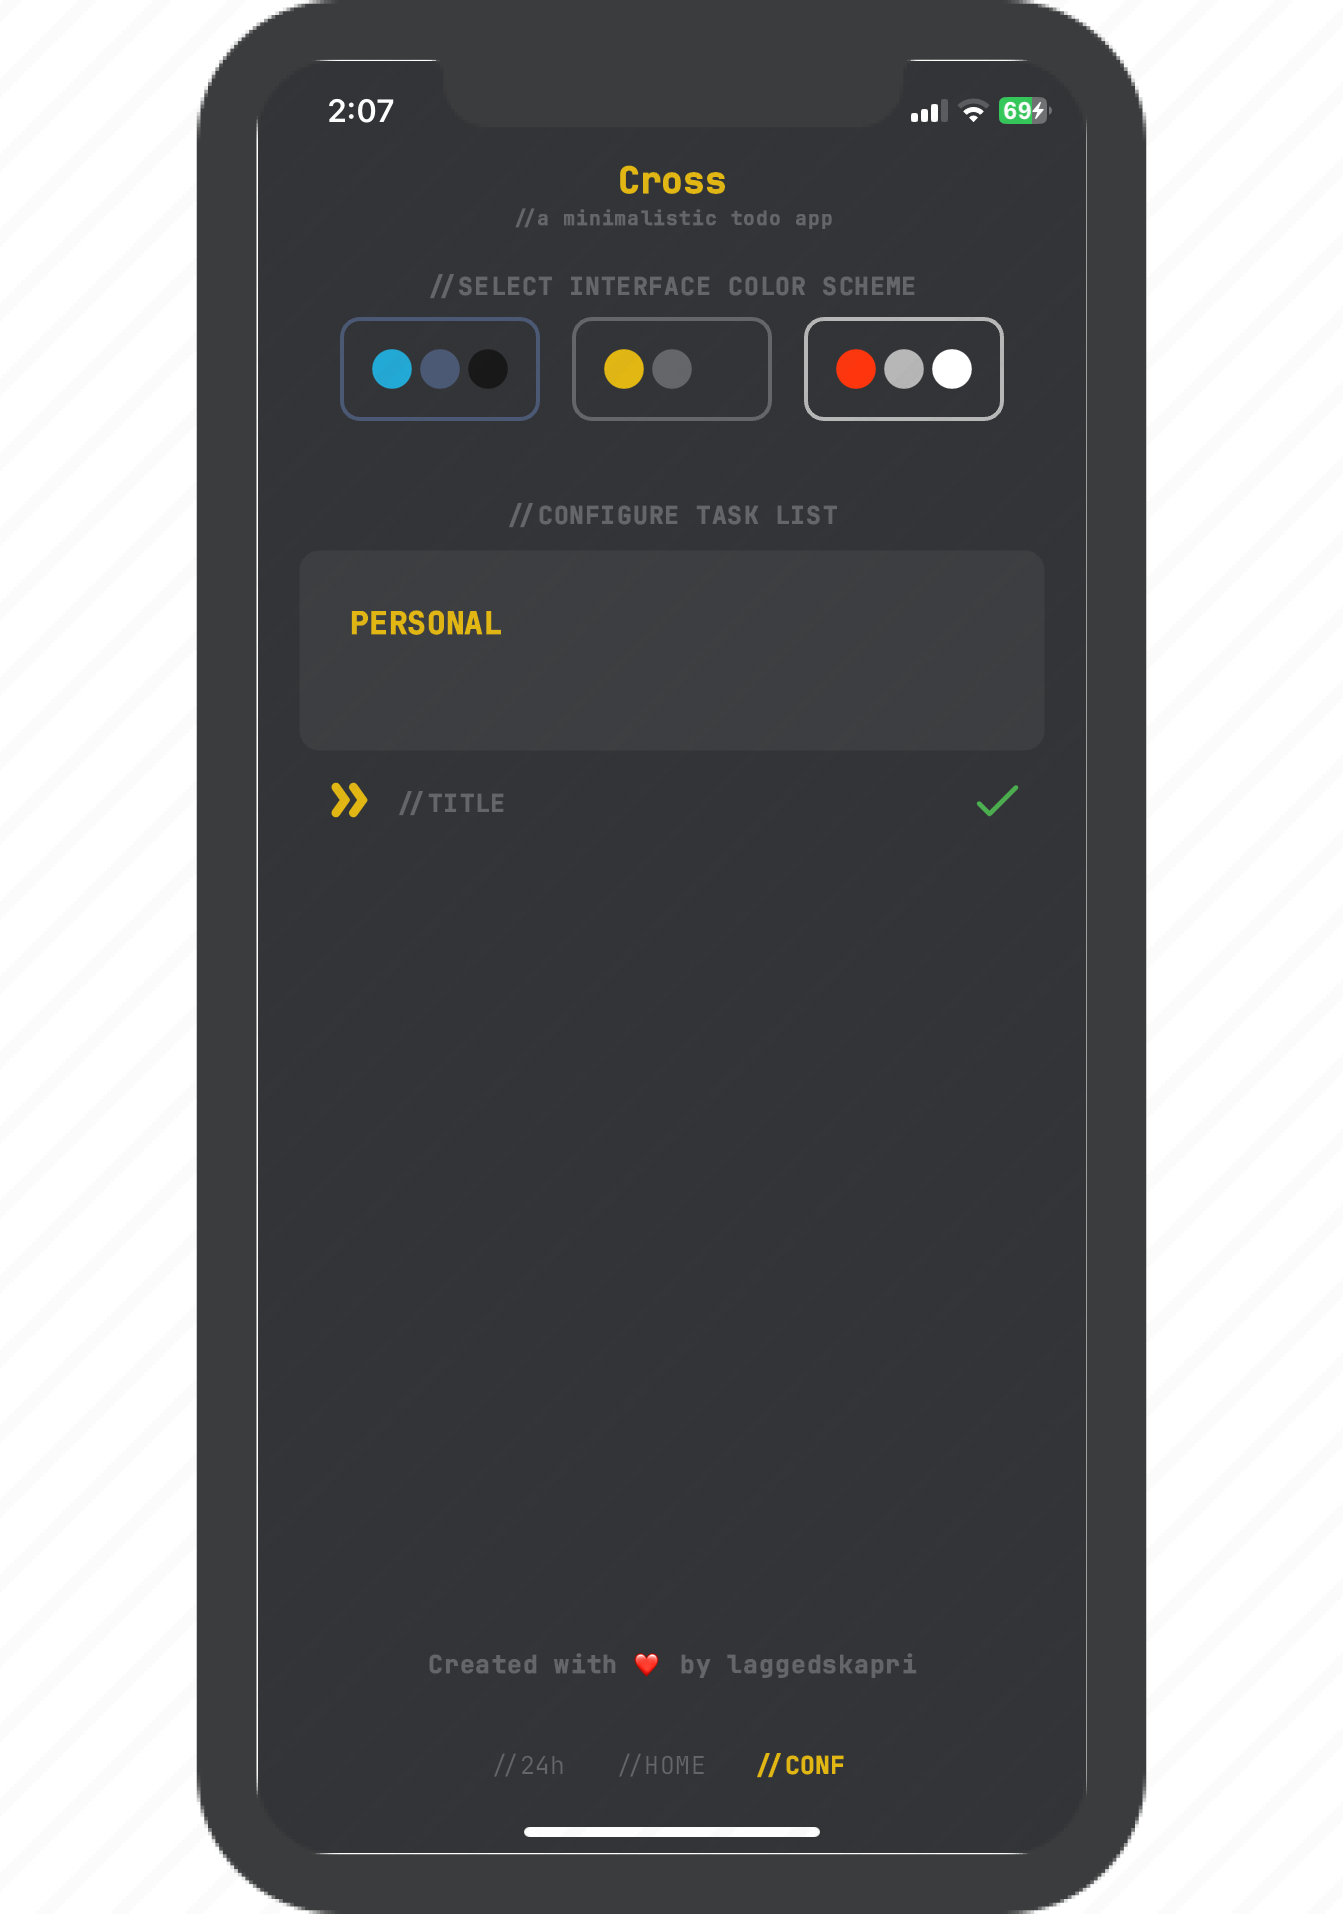 2:07
69
Cross
//a minimalistic todo app
//SELECT INTERFACE COLOR SCHEME
//CONFIGURE TASK LIST
PERSONAL
//TITLE
Created with ❤️ by laggedskapri
//24h //HOME //CONF